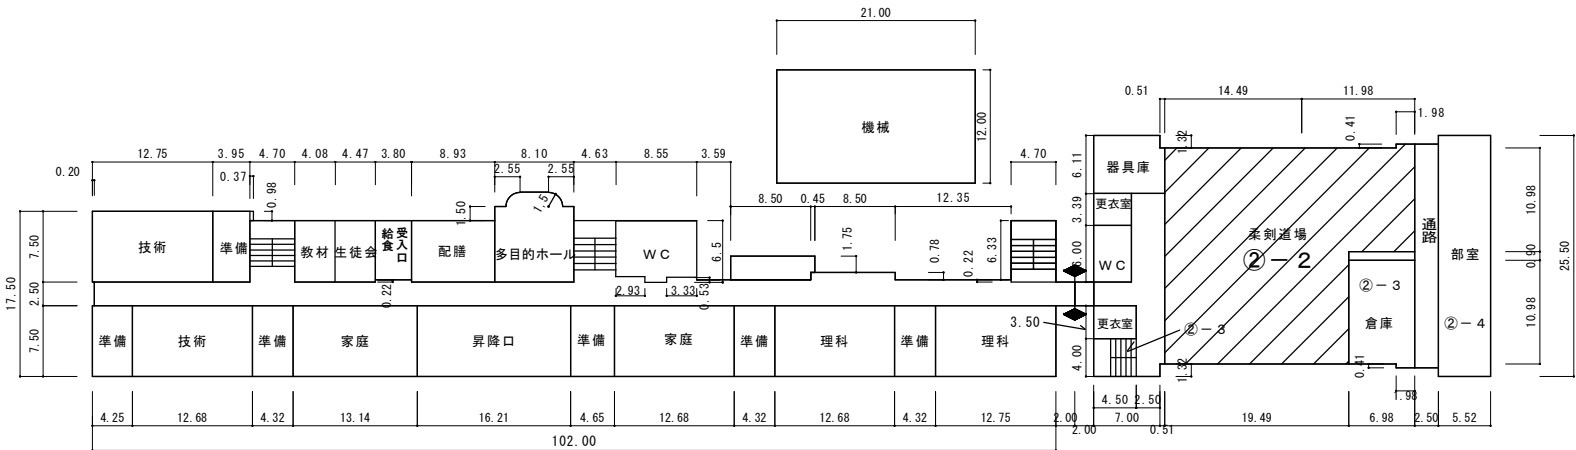 21.00
0.51 14.49 11.98
1.98
0.41
1.32
機械
12.00
12.75 3.95 4.70 4.08 4.47 3.80 8.93 8.10 4.63 8.55 3.59 4.70
0.20 0.37 2.55 2.55
0.98 1.50 1.5
8.50 0.45 8.50 12.35
器具庫
6.11
更衣室
3.39
6.00
柔剣道場
②-2
通路
部室
10.98
0.90
25.50
技術 準備 教材 生徒会 給食 受入口 配膳 多目的ホール WC
6.5 1.75 0.78 0.22 6.33
WC
②-3
倉庫
②-4
17.50
7.50
2.50
0.22 2.93 3.33 0.53
3.50
7.50
準備 技術 準備 家庭 昇降口 準備 家庭 準備 理科 準備 理科
更衣室
②-3
4.00
1.32
0.41
10.98
1.98
4.50 2.50
4.25 12.68 4.32 13.14 16.21 4.65 12.68 4.32 12.68 4.32 12.75 2.00 7.00 19.49 6.98 2.50 5.52
2.00 0.51
102.00